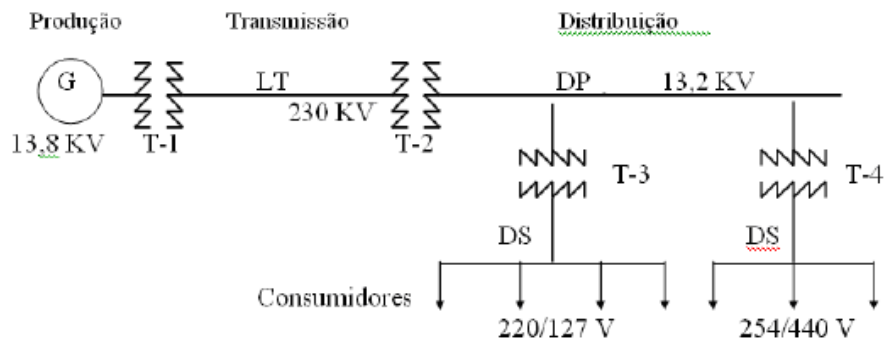 Produção Transmissão Distribuição
G LT DP 13,2 KV
230 KV
13,8 KV T-1 T-2
T-3 T-4
DS DS
Consumidores
220/127 V 254/440 V